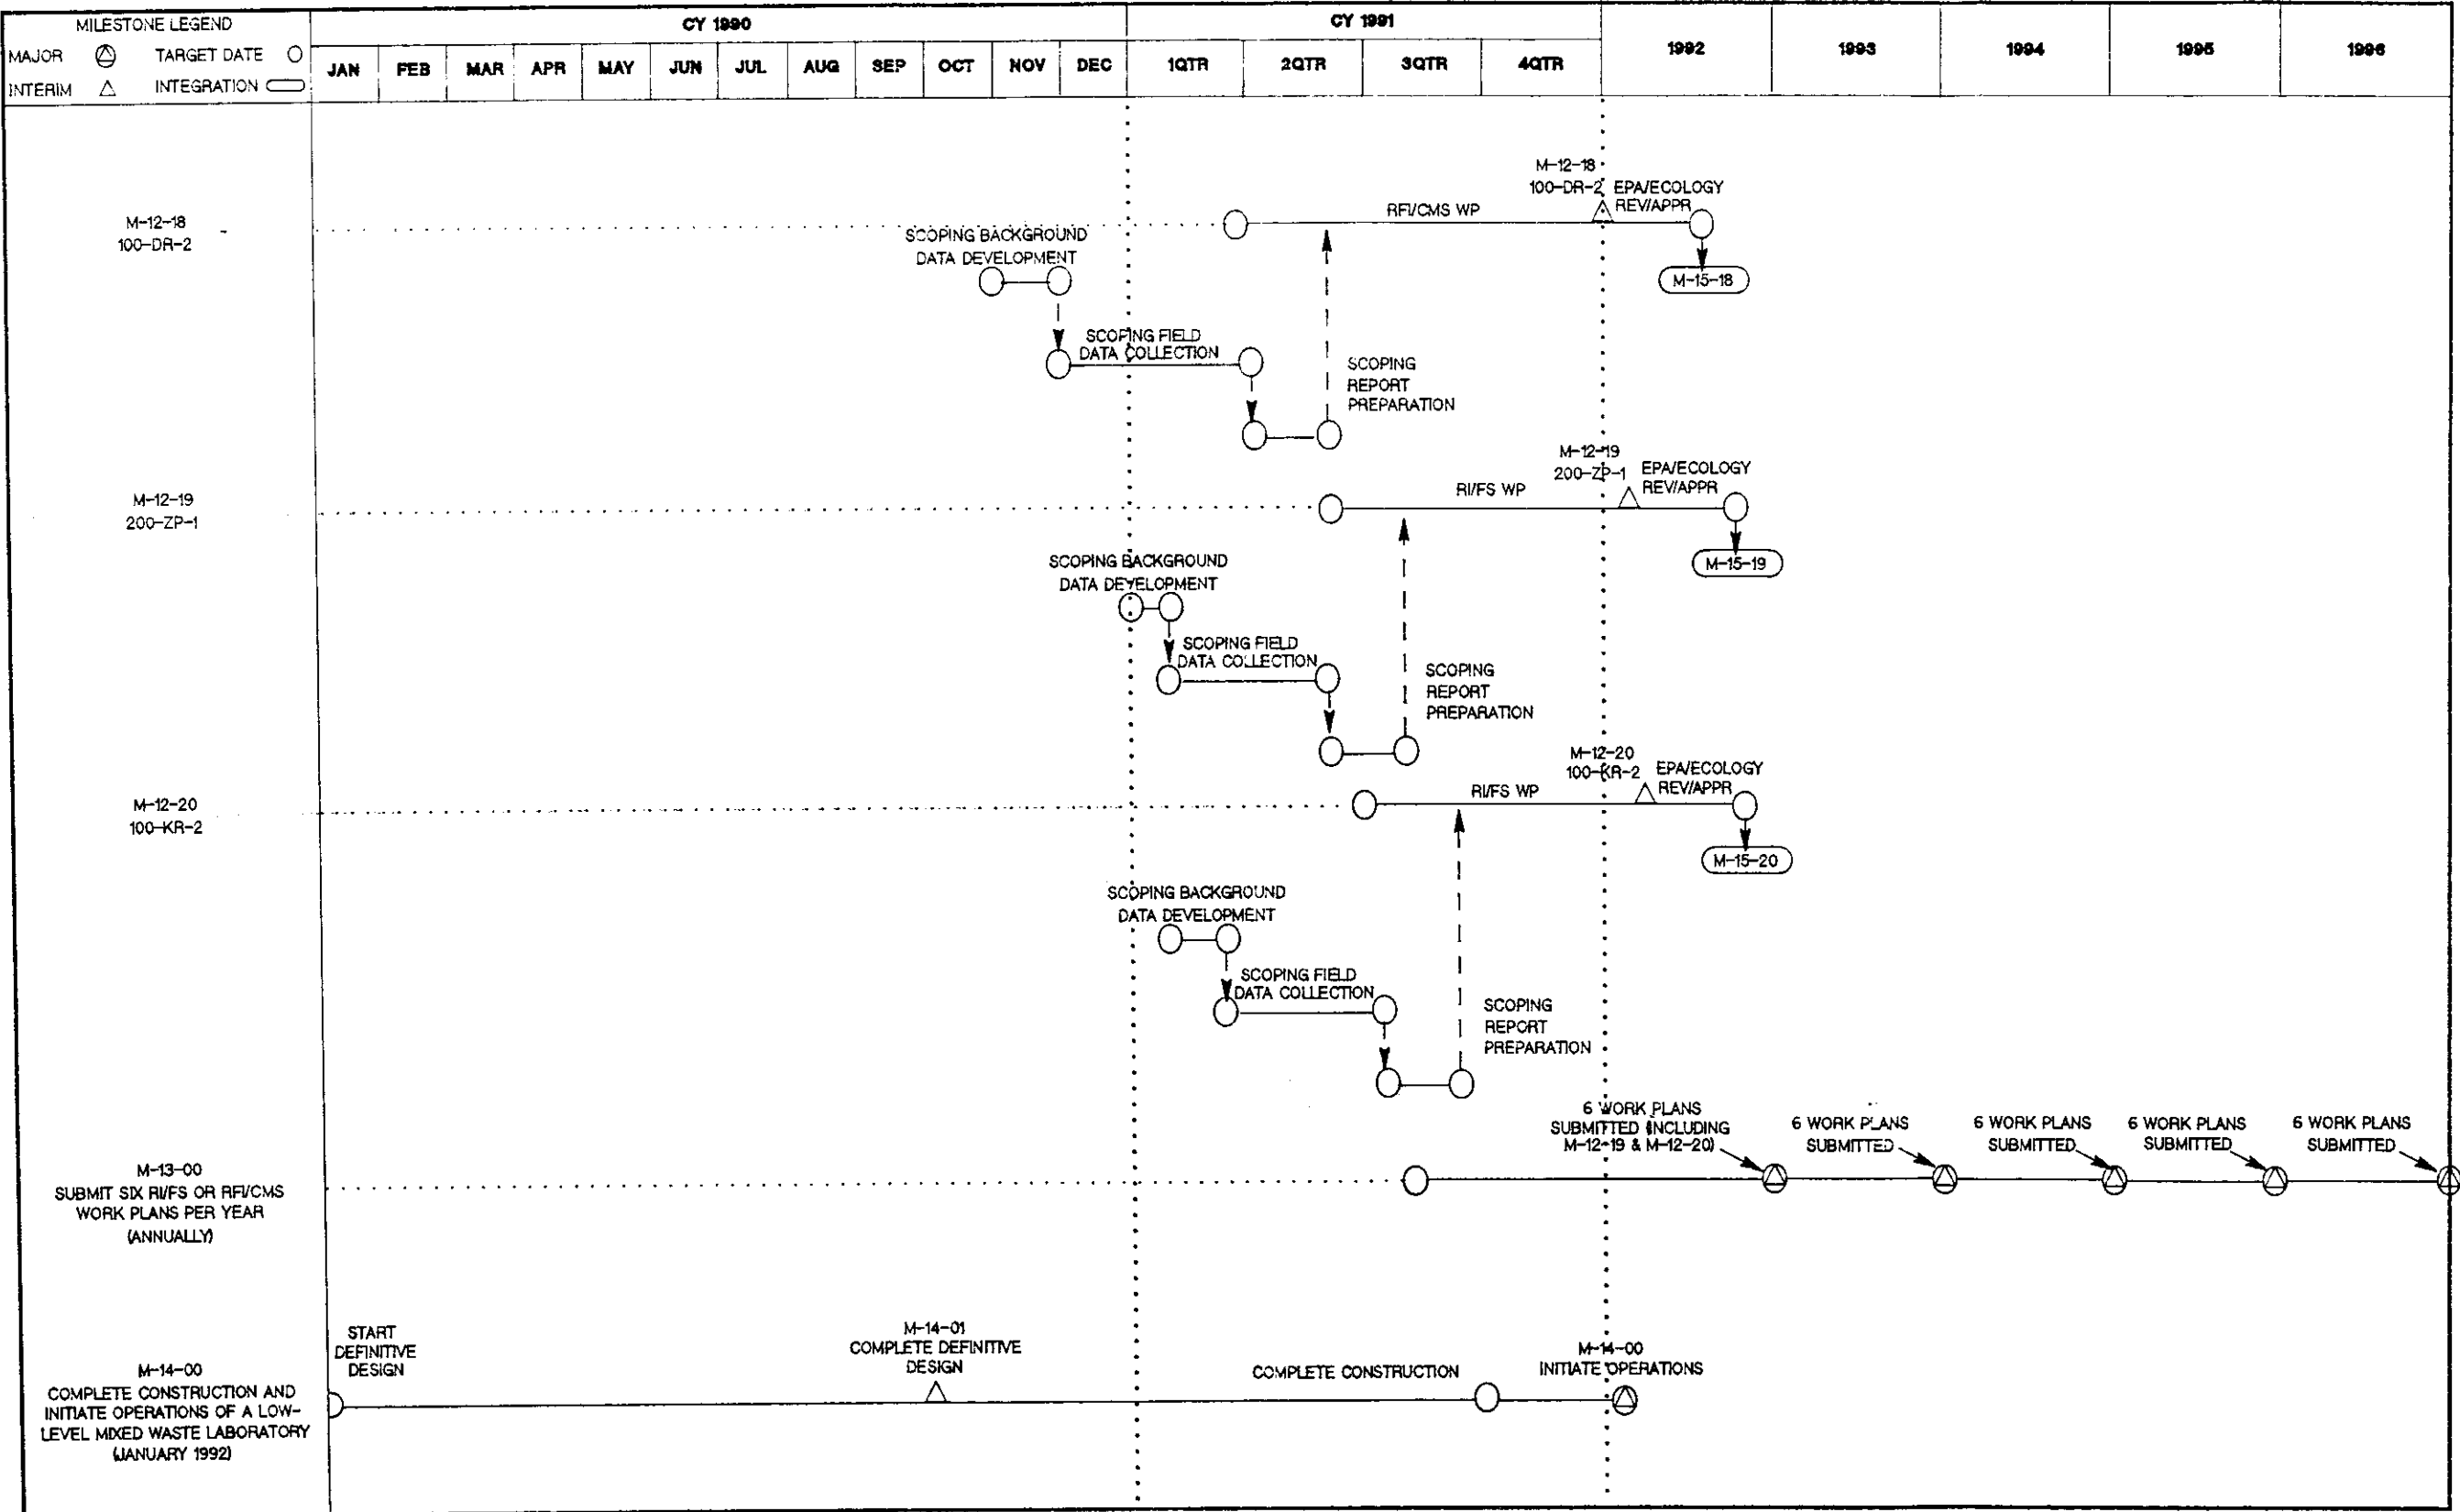 MILESTONE LEGEND
MAJOR TARGET DATE
INTERIM INTEGRATION
CY 1990
CY 1991
JAN FEB MAR APR MAY JUN JUL AUG SEP OCT NOV DEC 1QTR 2QTR 3QTR 4QTR 1992 1993 1994 1995 1996
M-12-18
100-DR-2
M-12-18
100-DR-2
EPA/ECOLOGY
REV/APPR
RFI/CMS WP
SCOPING BACKGROUND
DATA DEVELOPMENT
M-15-18
SCOPING FIELD
DATA COLLECTION
SCOPING
REPORT
PREPARATION
M-12-19
200-ZP-1
M-12-19
200-ZP-1
EPA/ECOLOGY
REV/APPR
RI/FS WP
M-15-19
SCOPING BACKGROUND
DATA DEVELOPMENT
SCOPING FIELD
DATA COLLECTION
SCOPING
REPORT
PREPARATION
M-12-20
100-KR-2
M-12-20
100-KR-2
EPA/ECOLOGY
REV/APPR
RI/FS WP
M-15-20
SCOPING BACKGROUND
DATA DEVELOPMENT
SCOPING FIELD
DATA COLLECTION
SCOPING
REPORT
PREPARATION
M-13-00
SUBMIT SIX RI/FS OR RFI/CMS
WORK PLANS PER YEAR
(ANNUALLY)
6 WORK PLANS
SUBMITTED (INCLUDING
M-12-19 & M-12-20)
6 WORK PLANS
SUBMITTED
6 WORK PLANS
SUBMITTED
6 WORK PLANS
SUBMITTED
6 WORK PLANS
SUBMITTED
M-14-00
COMPLETE CONSTRUCTION AND
INITIATE OPERATIONS OF A LOW-
LEVEL MIXED WASTE LABORATORY
(JANUARY 1992)
START
DEFINITIVE
DESIGN
M-14-01
COMPLETE DEFINITIVE
DESIGN
COMPLETE CONSTRUCTION
M-14-00
INITIATE OPERATIONS